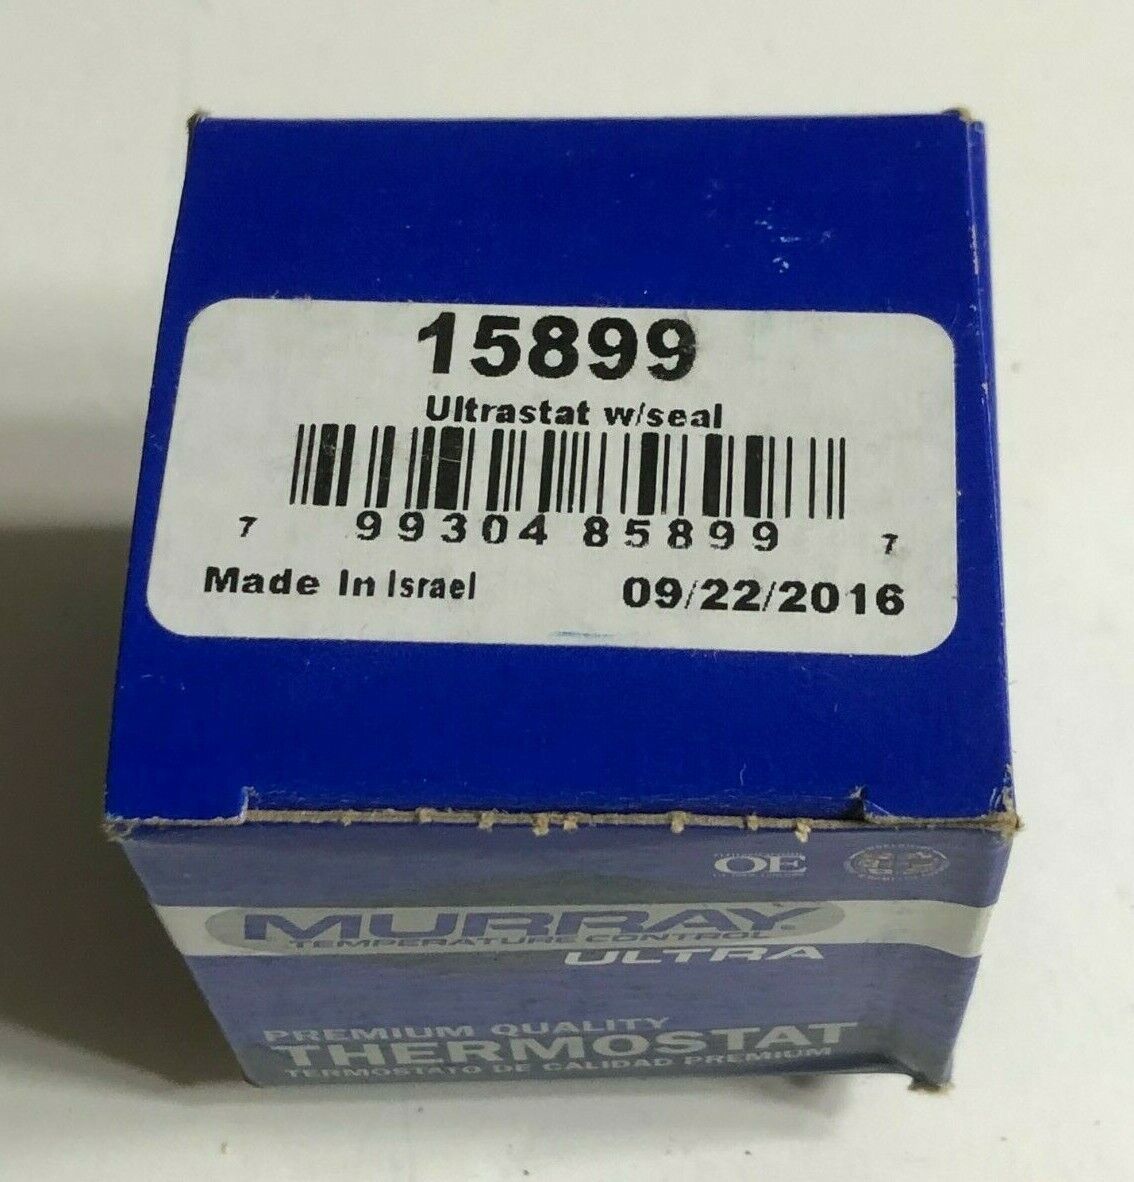 15899
Ultrastat w/seal
7 99304 85899 7
Made In Israel 09/22/2016
OE
MURRAY
TEMPERATURE CONTROL
ULTRA
PREMIUM QUALITY
THERMOSTAT
TERMOSTATO DE CALIDAD PREMIUM